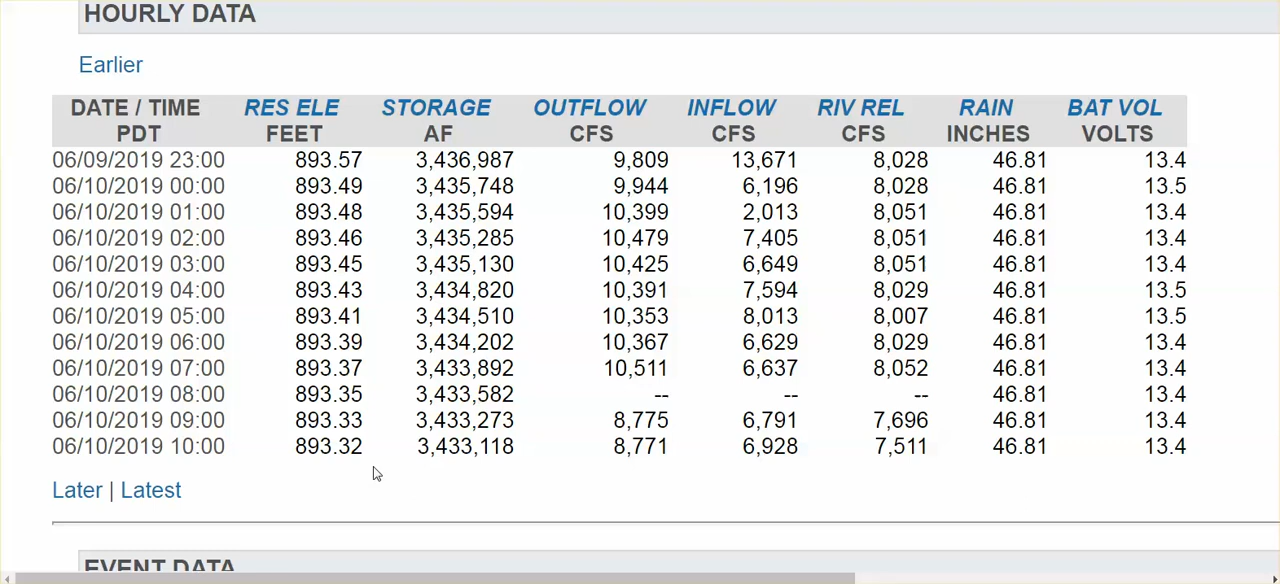 HOURLY DATA
Earlier
DATE / TIME RES ELE STORAGE OUTFLOW INFLOW RIV REL RAIN BAT VOL
PDT FEET AF CFS CFS CFS INCHES VOLTS
06/09/2019 23:00 893.57 3,436,987 9,809 13,671 8,028 46.81 13.4
06/10/2019 00:00 893.49 3,435,748 9,944 6,196 8,028 46.81 13.5
06/10/2019 01:00 893.48 3,435,594 10,399 2,013 8,051 46.81 13.4
06/10/2019 02:00 893.46 3,435,285 10,479 7,405 8,051 46.81 13.4
06/10/2019 03:00 893.45 3,435,130 10,425 6,649 8,051 46.81 13.4
06/10/2019 04:00 893.43 3,434,820 10,391 7,594 8,029 46.81 13.5
06/10/2019 05:00 893.41 3,434,510 10,353 8,013 8,007 46.81 13.5
06/10/2019 06:00 893.39 3,434,202 10,367 6,629 8,029 46.81 13.4
06/10/2019 07:00 893.37 3,433,892 10,511 6,637 8,052 46.81 13.4
06/10/2019 08:00 893.35 3,433,582 -- -- -- 46.81 13.4
06/10/2019 09:00 893.33 3,433,273 8,775 6,791 7,696 46.81 13.4
06/10/2019 10:00 893.32 3,433,118 8,771 6,928 7,511 46.81 13.4
Later | Latest
EVENT DATA